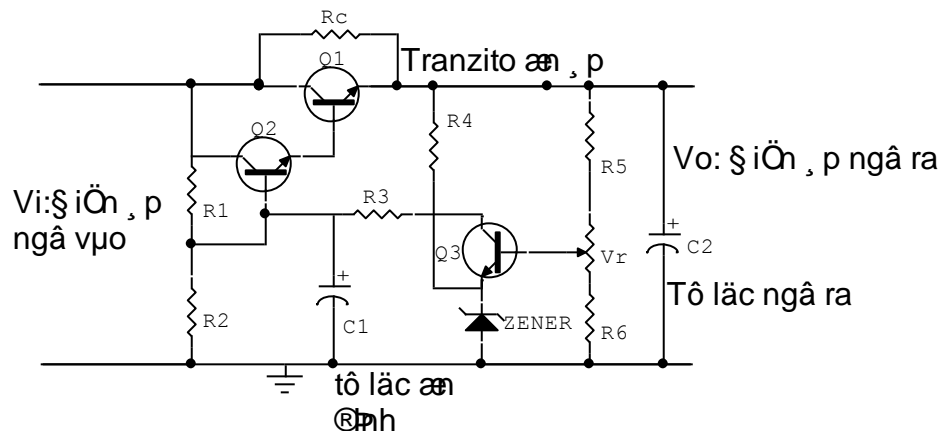 Rc
Q1
Tranzito æn ¸ p
R4
Q2
R5
Vo: §iÖn ¸ p ngâ ra
Vi:§iÖn ¸ p
ngâ vµo
R1
R3
Q3
Vr
C2
R2
C1
ZENER
R6
Tô läc ngâ ra
tô läc æn
®Þnh